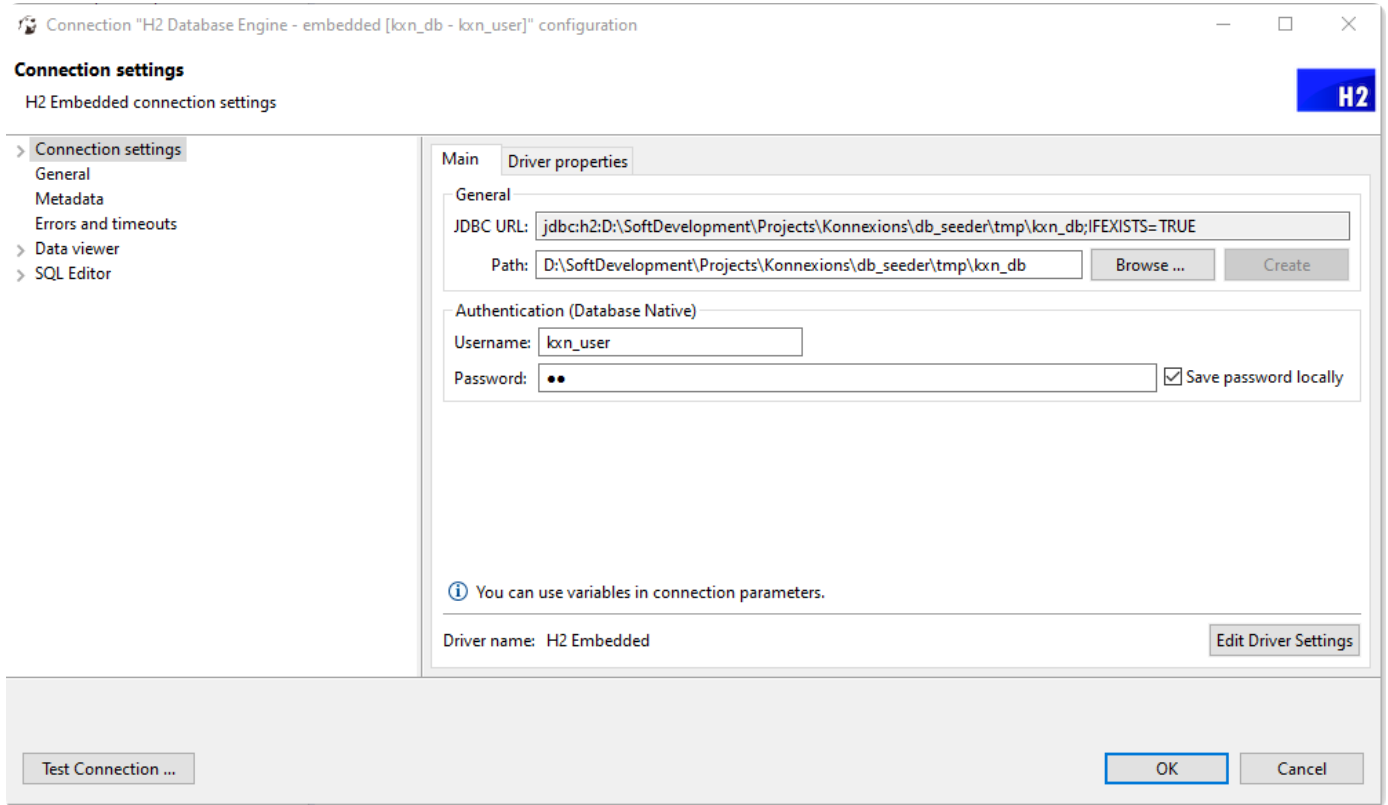 Connection "H2 Database Engine - embedded [kxn_db - kxn_user]" configuration
Connection settings
H2 Embedded connection settings
H2
Connection settings
General
Metadata
Errors and timeouts
Data viewer
SQL Editor
Main Driver properties
General
JDBC URL: jdbc:h2:D:\SoftDevelopment\Projects\Konnexions\db_seeder\tmp\kxn_db;IFEXISTS=TRUE
Path: D:\SoftDevelopment\Projects\Konnexions\db_seeder\tmp\kxn_db Browse ... Create
Authentication (Database Native)
Username: kxn_user
Password: ●● Save password locally
You can use variables in connection parameters.
Driver name: H2 Embedded Edit Driver Settings
Test Connection ... OK Cancel